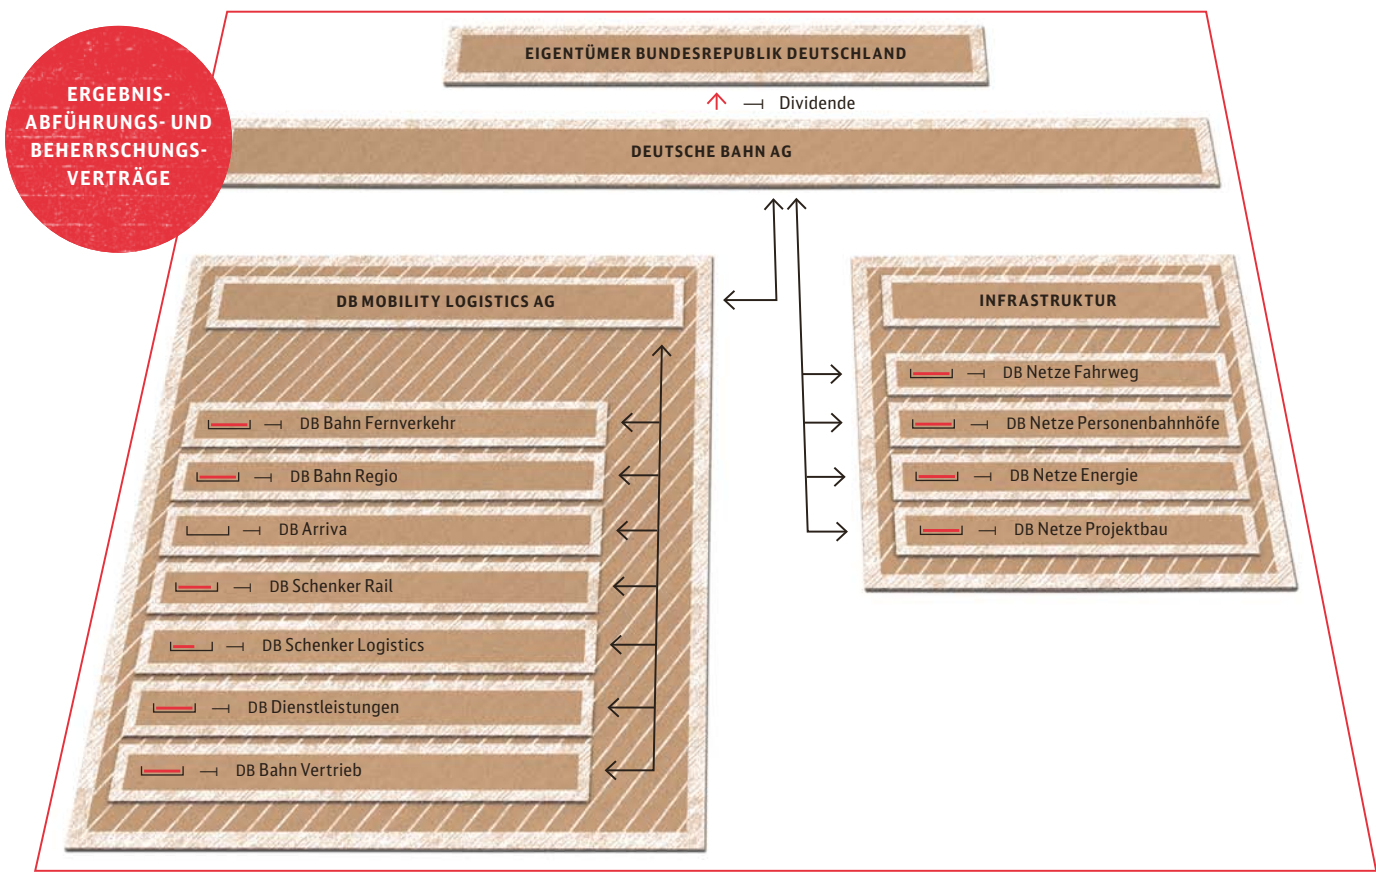 ERGEBNIS-
ABFÜHRUNGS- UND
BEHERRSCHUNGS-
VERTRÄGE
EIGENTÜMER BUNDESREPUBLIK DEUTSCHLAND
Dividende
DEUTSCHE BAHN AG
DB MOBILITY LOGISTICS AG
DB Bahn Fernverkehr
DB Bahn Regio
DB Arriva
DB Schenker Rail
DB Schenker Logistics
DB Dienstleistungen
DB Bahn Vertrieb
INFRASTRUKTUR
DB Netze Fahrweg
DB Netze Personenbahnhöfe
DB Netze Energie
DB Netze Projektbau